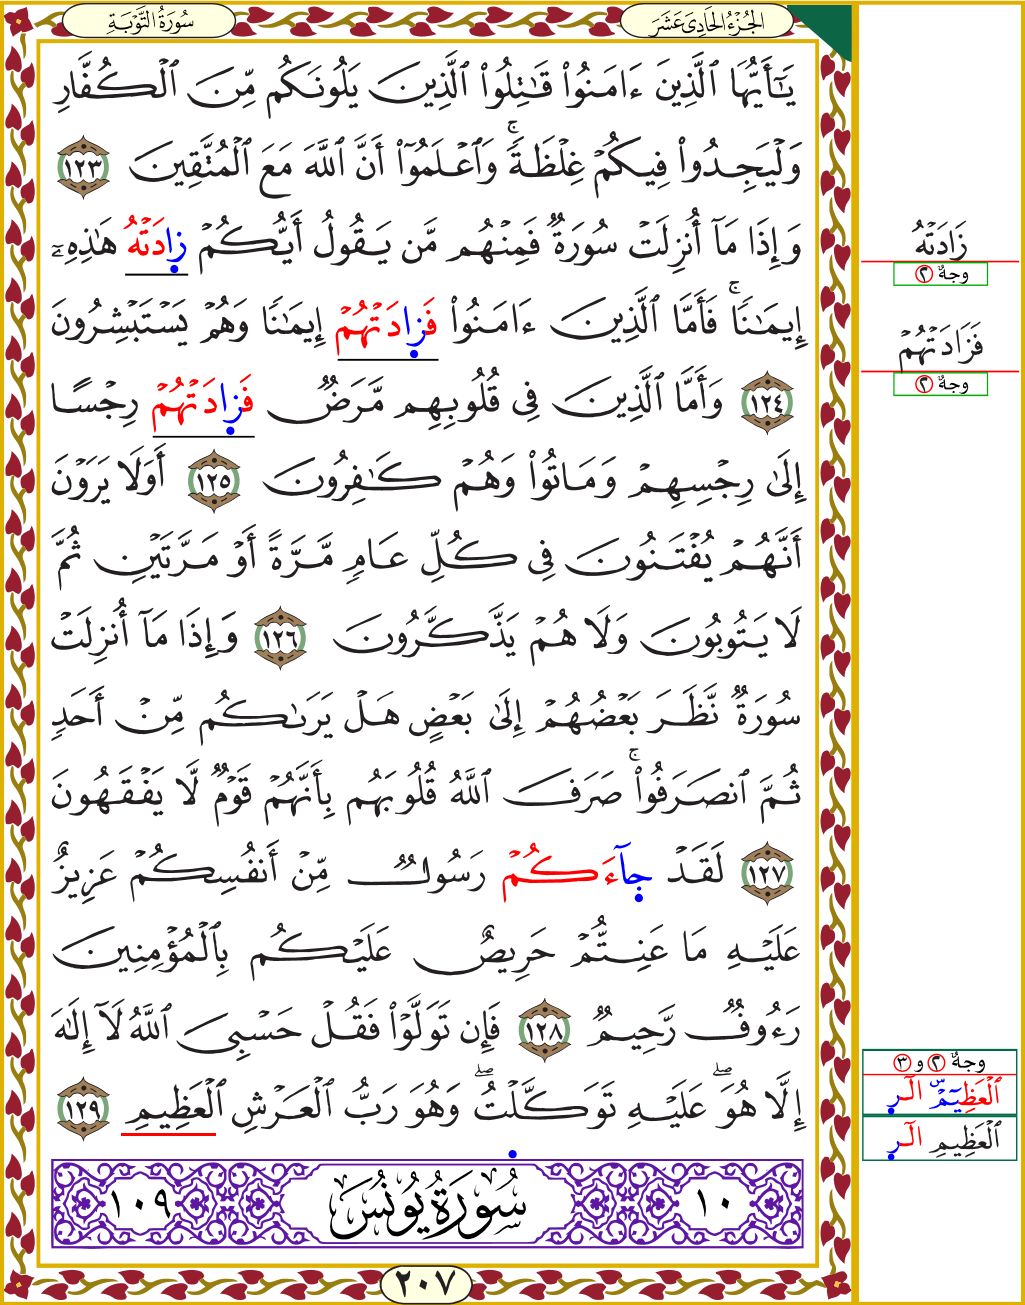 سُورَةُ التَّوْبَةِ
الجُزْءُ الحَادِيَ عَشَرَ
يَٰٓأَيُّهَا ٱلَّذِينَ ءَامَنُوا۟ قَٰتِلُوا۟ ٱلَّذِينَ يَلُونَكُم مِّنَ ٱلْكُفَّارِ
وَلْيَجِدُوا۟ فِيكُمْ غِلْظَةًۚ وَٱعْلَمُوٓا۟ أَنَّ ٱللَّهَ مَعَ ٱلْمُتَّقِينَ ١٢٣
وَإِذَا مَآ أُنزِلَتْ سُورَةٌ فَمِنْهُم مَّن يَقُولُ أَيُّكُمْ زَادَتْهُ هَٰذِهِۦٓ
إِيمَٰنًاۚ فَأَمَّا ٱلَّذِينَ ءَامَنُوا۟ فَزَادَتْهُمْ إِيمَٰنًا وَهُمْ يَسْتَبْشِرُونَ
١٢٤ وَأَمَّا ٱلَّذِينَ فِى قُلُوبِهِم مَّرَضٌ فَزَادَتْهُمْ رِجْسًا
إِلَىٰ رِجْسِهِمْ وَمَاتُوا۟ وَهُمْ كَٰفِرُونَ ١٢٥ أَوَلَا يَرَوْنَ
أَنَّهُمْ يُفْتَنُونَ فِى كُلِّ عَامٍ مَّرَّةً أَوْ مَرَّتَيْنِ ثُمَّ
لَا يَتُوبُونَ وَلَا هُمْ يَذَّكَّرُونَ ١٢٦ وَإِذَا مَآ أُنزِلَتْ
سُورَةٌ نَّظَرَ بَعْضُهُمْ إِلَىٰ بَعْضٍ هَلْ يَرَىٰكُم مِّنْ أَحَدٍ
ثُمَّ ٱنصَرَفُوا۟ۚ صَرَفَ ٱللَّهُ قُلُوبَهُم بِأَنَّهُمْ قَوْمٌ لَّا يَفْقَهُونَ
١٢٧ لَقَدْ جَآءَكُمْ رَسُولٌ مِّنْ أَنفُسِكُمْ عَزِيزٌ
عَلَيْهِ مَا عَنِتُّمْ حَرِيصٌ عَلَيْكُم بِٱلْمُؤْمِنِينَ
رَءُوفٌ رَّحِيمٌ ١٢٨ فَإِن تَوَلَّوْا۟ فَقُلْ حَسْبِىَ ٱللَّهُ لَآ إِلَٰهَ
إِلَّا هُوَۖ عَلَيْهِ تَوَكَّلْتُۖ وَهُوَ رَبُّ ٱلْعَرْشِ ٱلْعَظِيمِ ١٢٩
١٠ سُورَةُ يُونُسَ ١٠٩
٢٠٧
زَادَتْهُ
وجهٌ ٢
فَزَادَتْهُمْ
وجهٌ ٢
وجهٌ ٢ و ٣
ٱلْعَظِيمِ الٓر
ٱلْعَظِيمِ الٓر